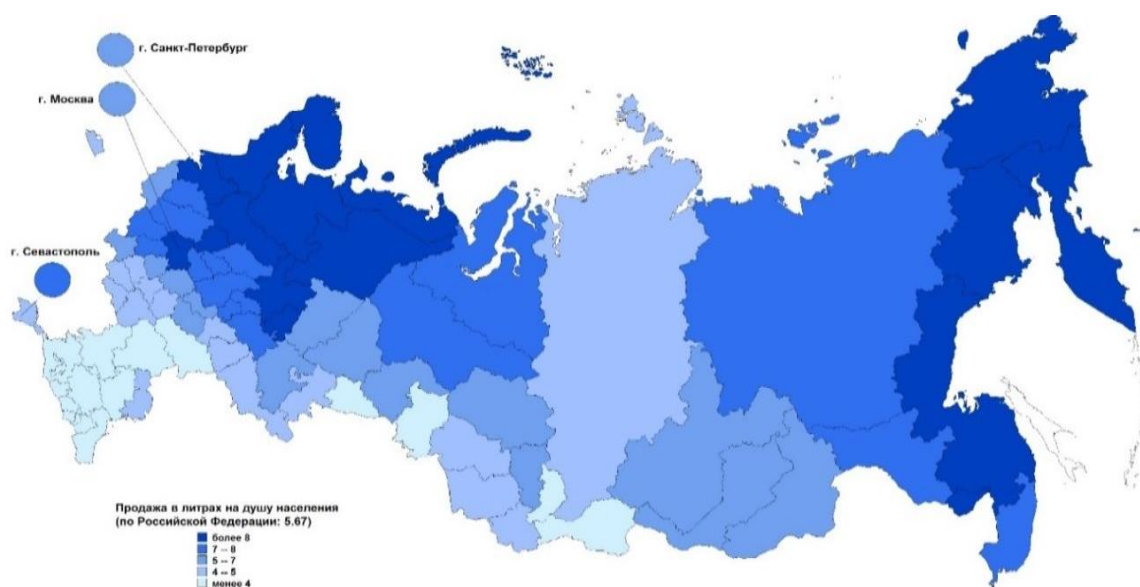 г. Санкт-Петербург
г. Москва
г. Севастополь
Продажа в литрах на душу населения
(по Российской Федерации: 5.67)
более 8
7 -- 8
5 -- 7
4 -- 5
менее 4